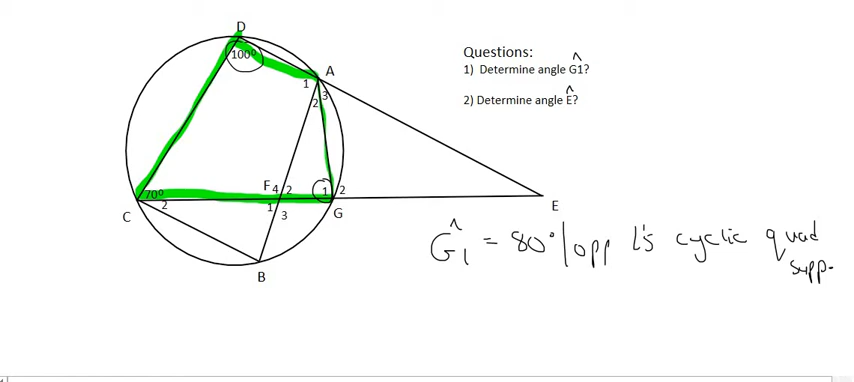 D
100°
Questions:
1) Determine angle Ĝ1?
2) Determine angle Ê?
A
1
2
3
70°
2
C
F
4
2
1
3
1
2
G
E
B
Ĝ1 = 80° / opp L's cyclic quad
supp.